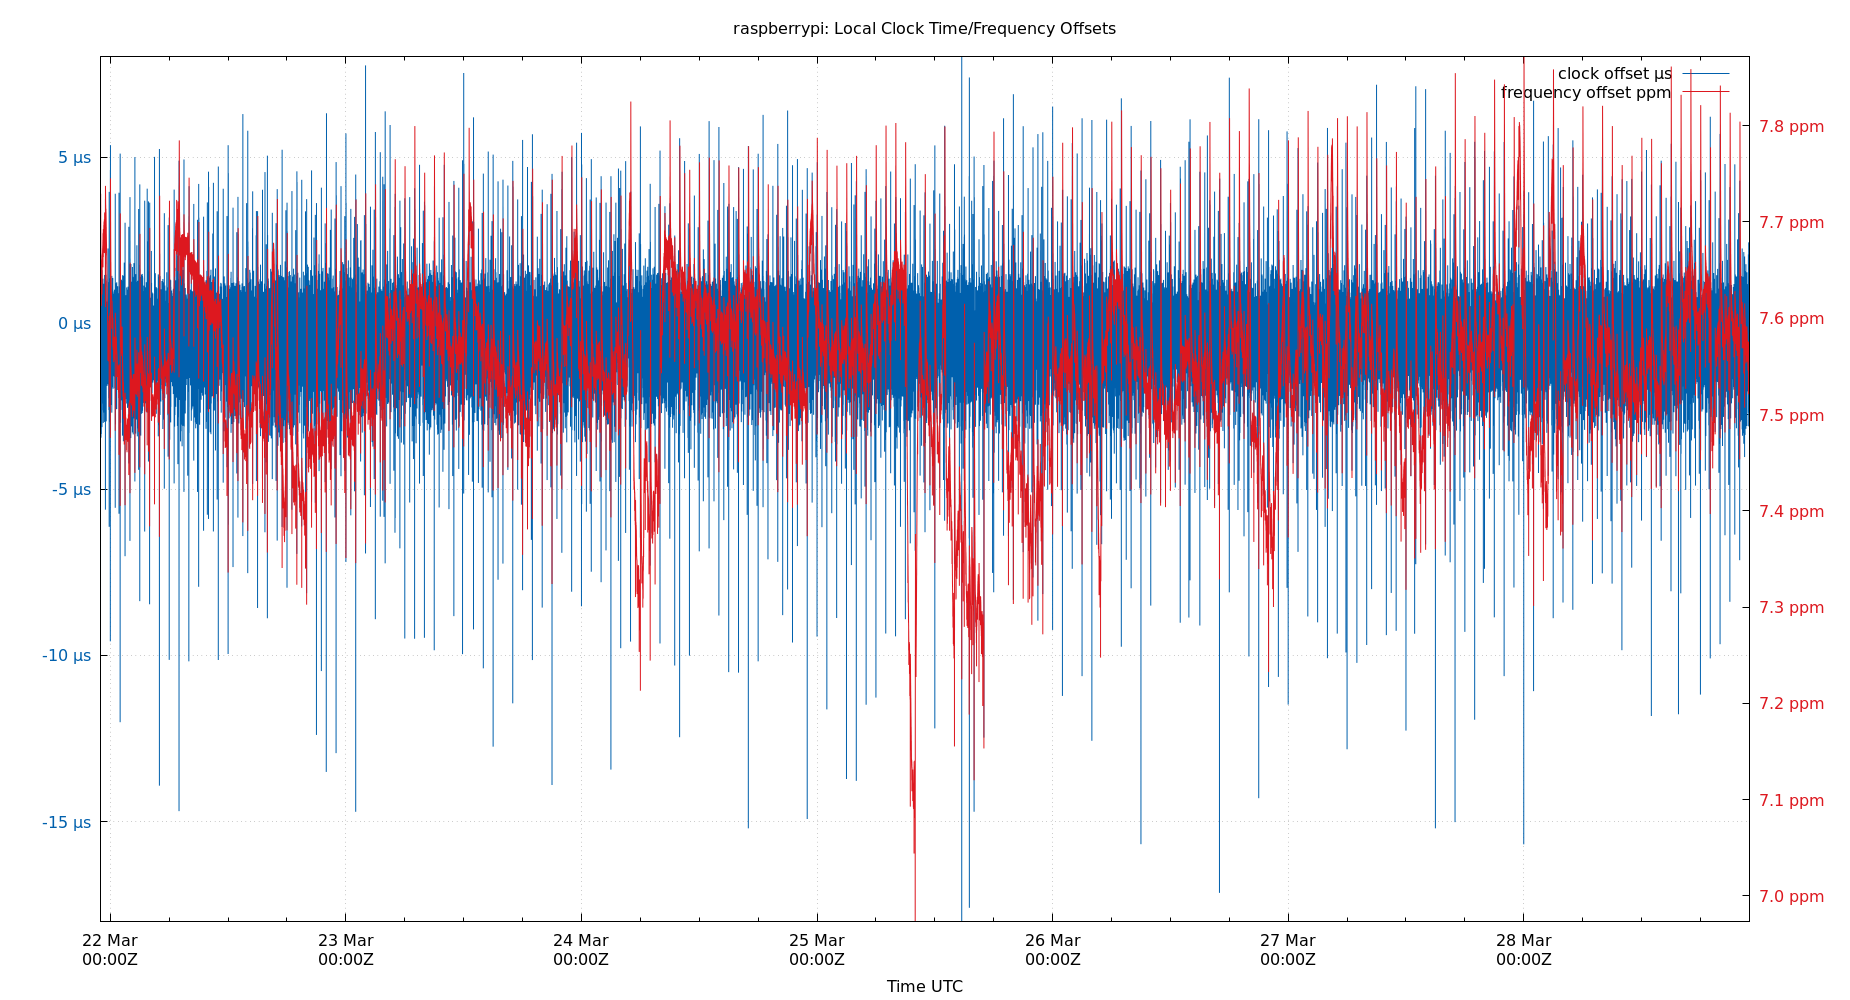 raspberrypi: Local Clock Time/Frequency Offsets
clock offset µs
frequency offset ppm
5 µs
0 µs
-5 µs
-10 µs
-15 µs
7.8 ppm
7.7 ppm
7.6 ppm
7.5 ppm
7.4 ppm
7.3 ppm
7.2 ppm
7.1 ppm
7.0 ppm
22 Mar
00:00Z
23 Mar
00:00Z
24 Mar
00:00Z
25 Mar
00:00Z
26 Mar
00:00Z
27 Mar
00:00Z
28 Mar
00:00Z
Time UTC